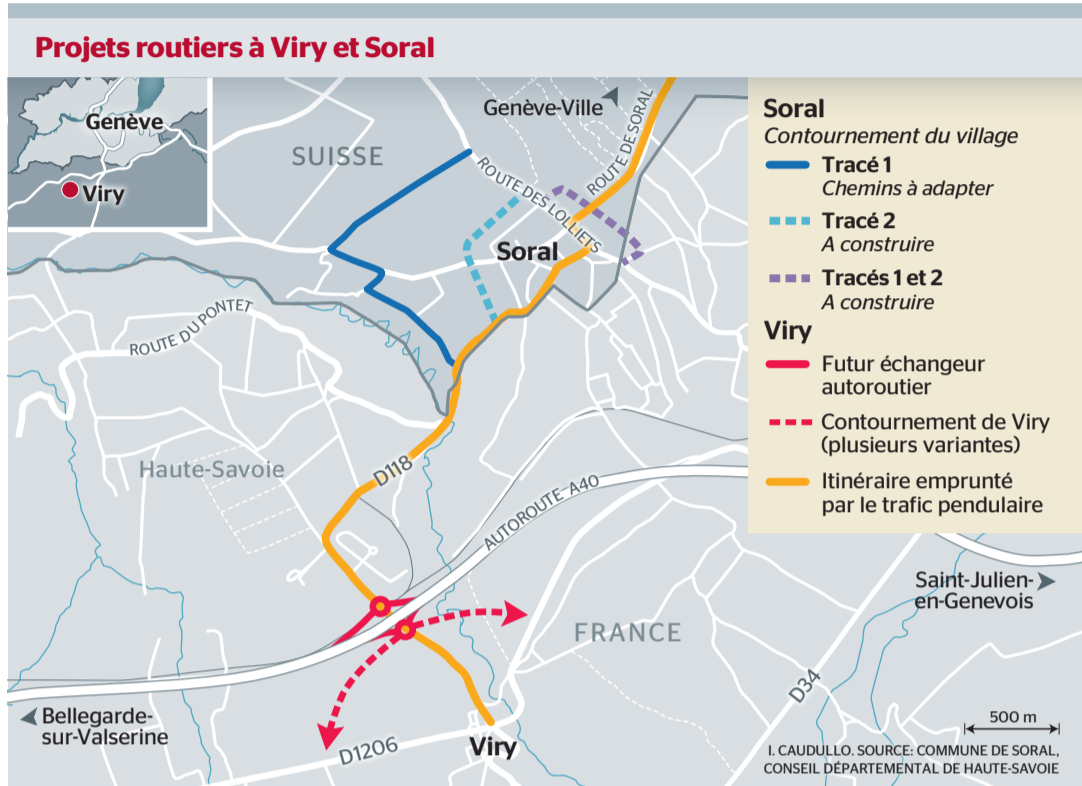 Projets routiers à Viry et Soral
Genève
Viry
SUISSE
Genève-Ville
ROUTE DE SORAL
ROUTE DES LOLLIETS
Soral
ROUTE DU PONTET
Haute-Savoie
D118
AUTOROUTE A40
FRANCE
Saint-Julien-
en-Genevois
D34
Bellegarde-
sur-Valserine
D1206
Viry
Soral
Contournement du village
Tracé 1
Chemins à adapter
Tracé 2
A construire
Tracés 1 et 2
A construire
Viry
Futur échangeur
autoroutier
Contournement de Viry
(plusieurs variantes)
Itinéraire emprunté
par le trafic pendulaire
500 m
I. CAUDULLO. SOURCE: COMMUNE DE SORAL,
CONSEIL DÉPARTEMENTAL DE HAUTE-SAVOIE